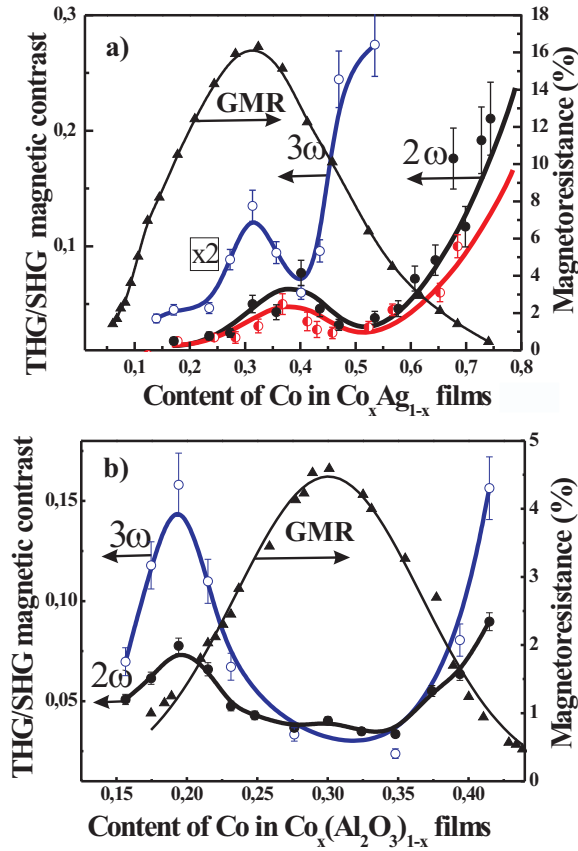 a)
0,3
0,2
0,1
THG/SHG magnetic contrast
GMR
3ω
2ω
x2
18
16
14
12
10
8
6
4
2
0
Magnetoresistance (%)
0,0 0,1 0,2 0,3 0,4 0,5 0,6 0,7 0,8
Content of Co in CoₓAg₁₋ₓ films
b)
0,15
0,10
0,05
THG/SHG magnetic contrast
3ω
GMR
2ω
5
4
3
2
1
0
Magnetoresistance (%)
0,15 0,20 0,25 0,30 0,35 0,40
Content of Co in Coₓ(Al₂O₃)₁₋ₓ films